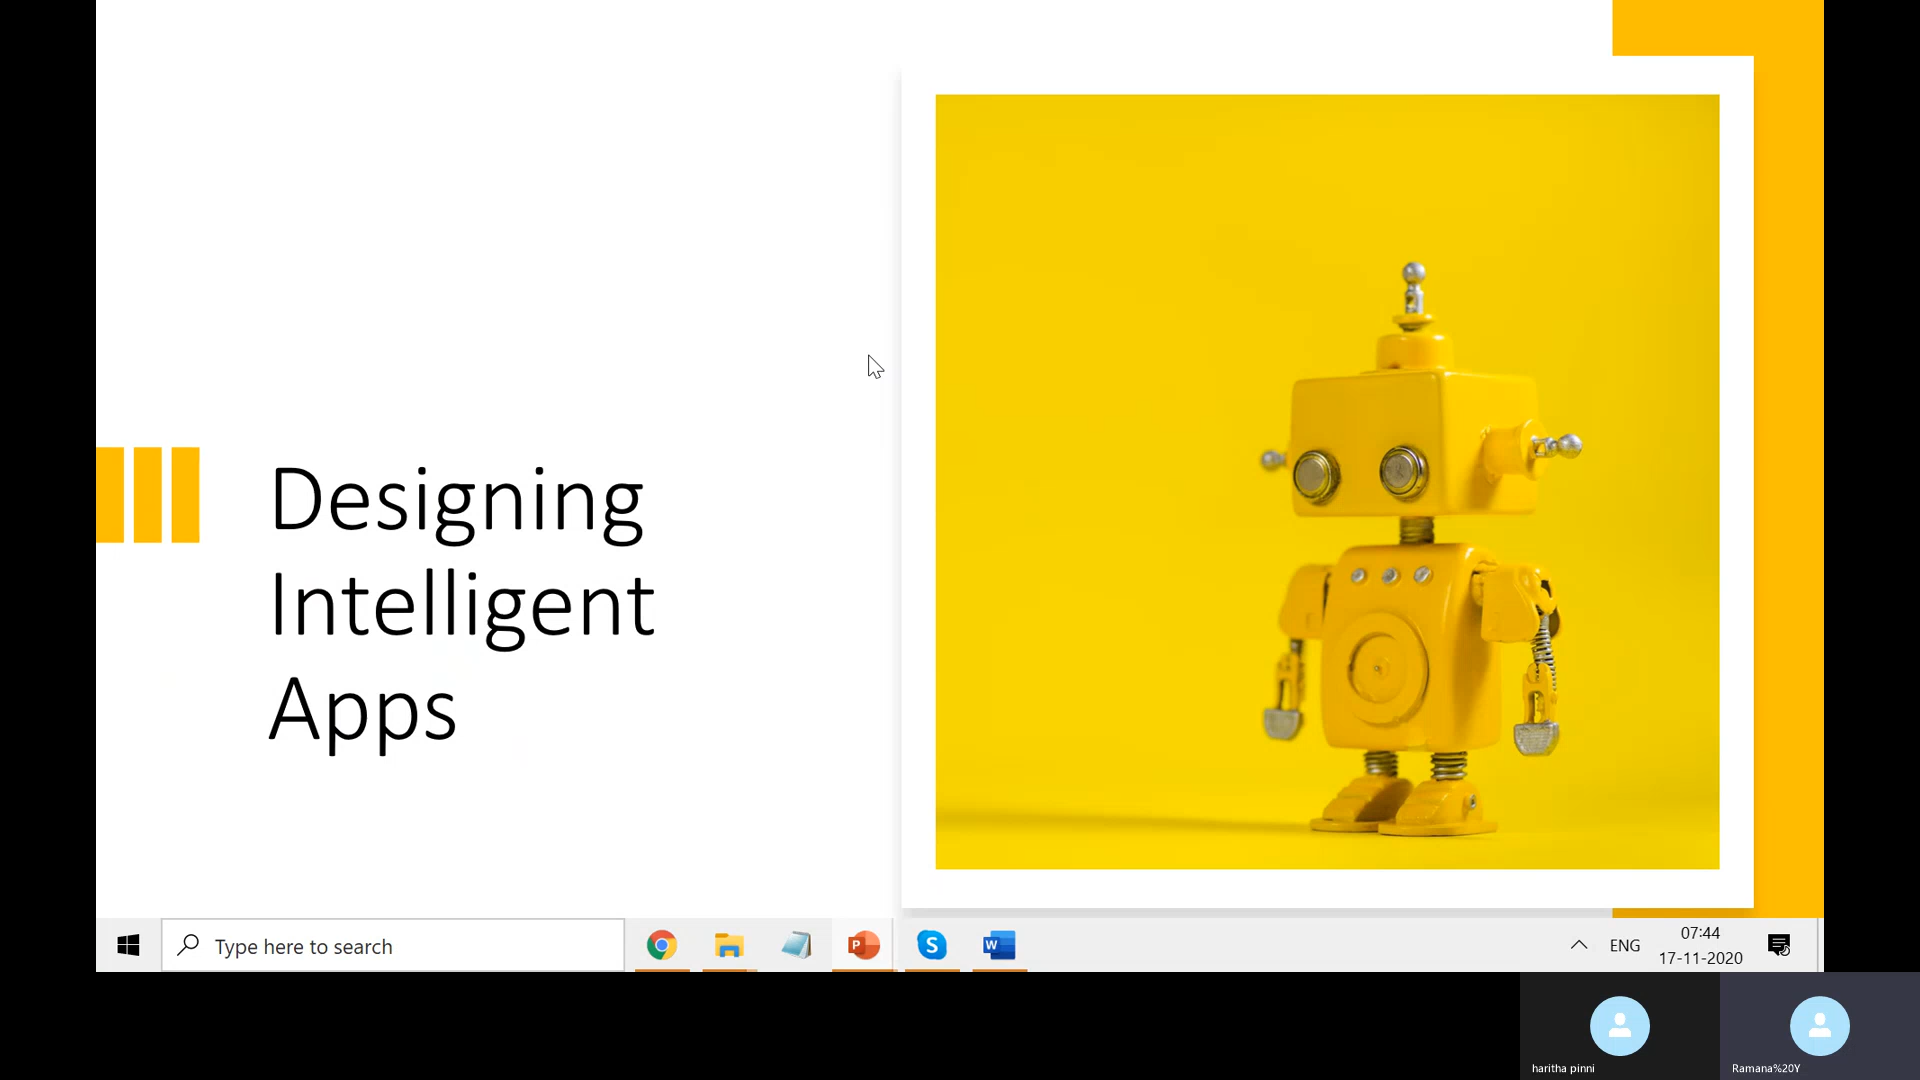 Designing
Intelligent
Apps
Type here to search
P
S
W
ENG
07:44
17-11-2020
haritha pinni
Ramana%20Y